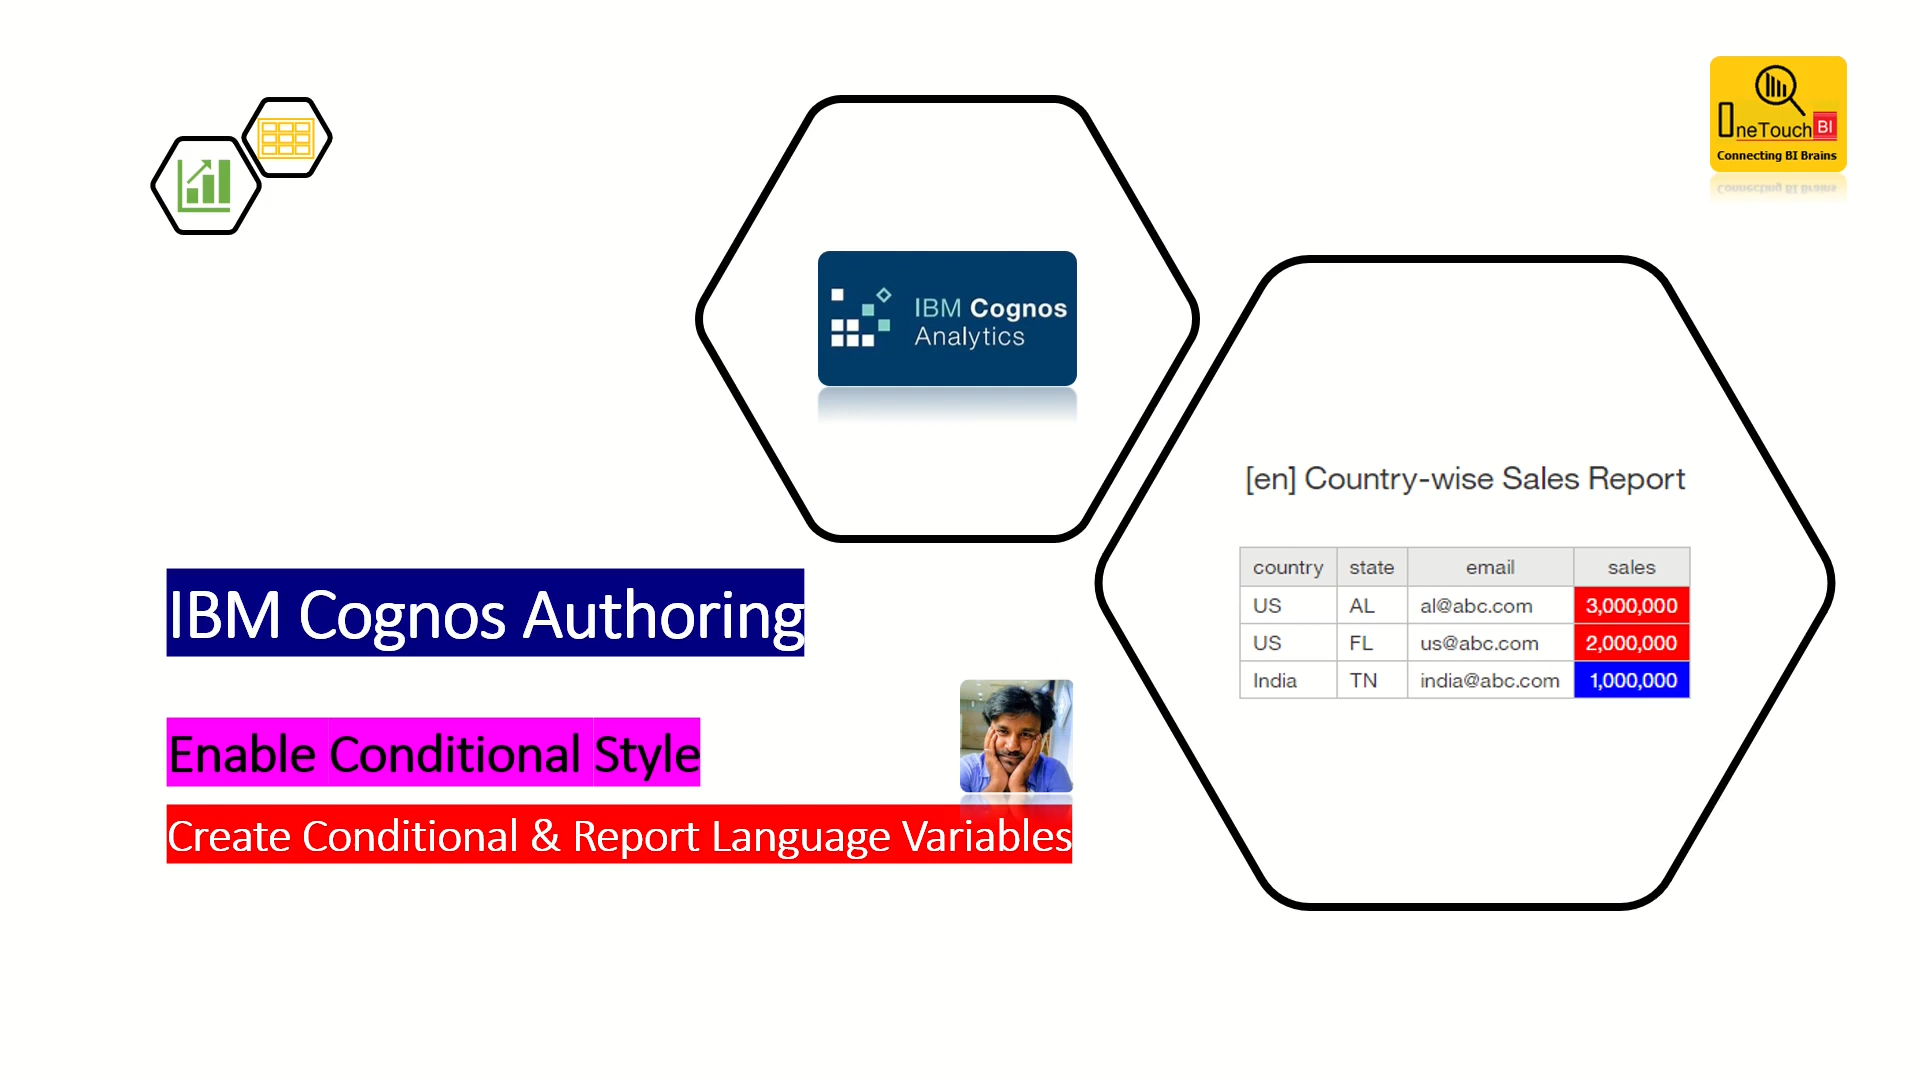 OneTouch BI
Connecting BI Brains
IBM Cognos
Analytics
[en] Country-wise Sales Report
country state email sales
US AL al@abc.com 3,000,000
US FL us@abc.com 2,000,000
India TN india@abc.com 1,000,000
IBM Cognos Authoring
Enable Conditional Style
Create Conditional & Report Language Variables